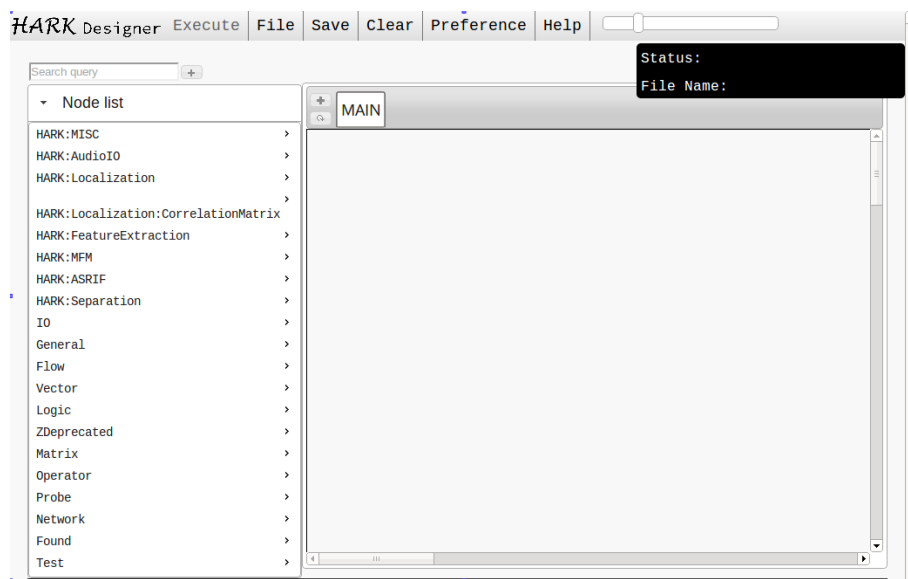 HARK Designer Execute File Save Clear Preference Help
Status:
File Name:
Search query +
Node list
+ MAIN
HARK:MISC
HARK:AudioIO
HARK:Localization
HARK:Localization:CorrelationMatrix
HARK:FeatureExtraction
HARK:MFM
HARK:ASRIF
HARK:Separation
IO
General
Flow
Vector
Logic
ZDeprecated
Matrix
Operator
Probe
Network
Found
Test